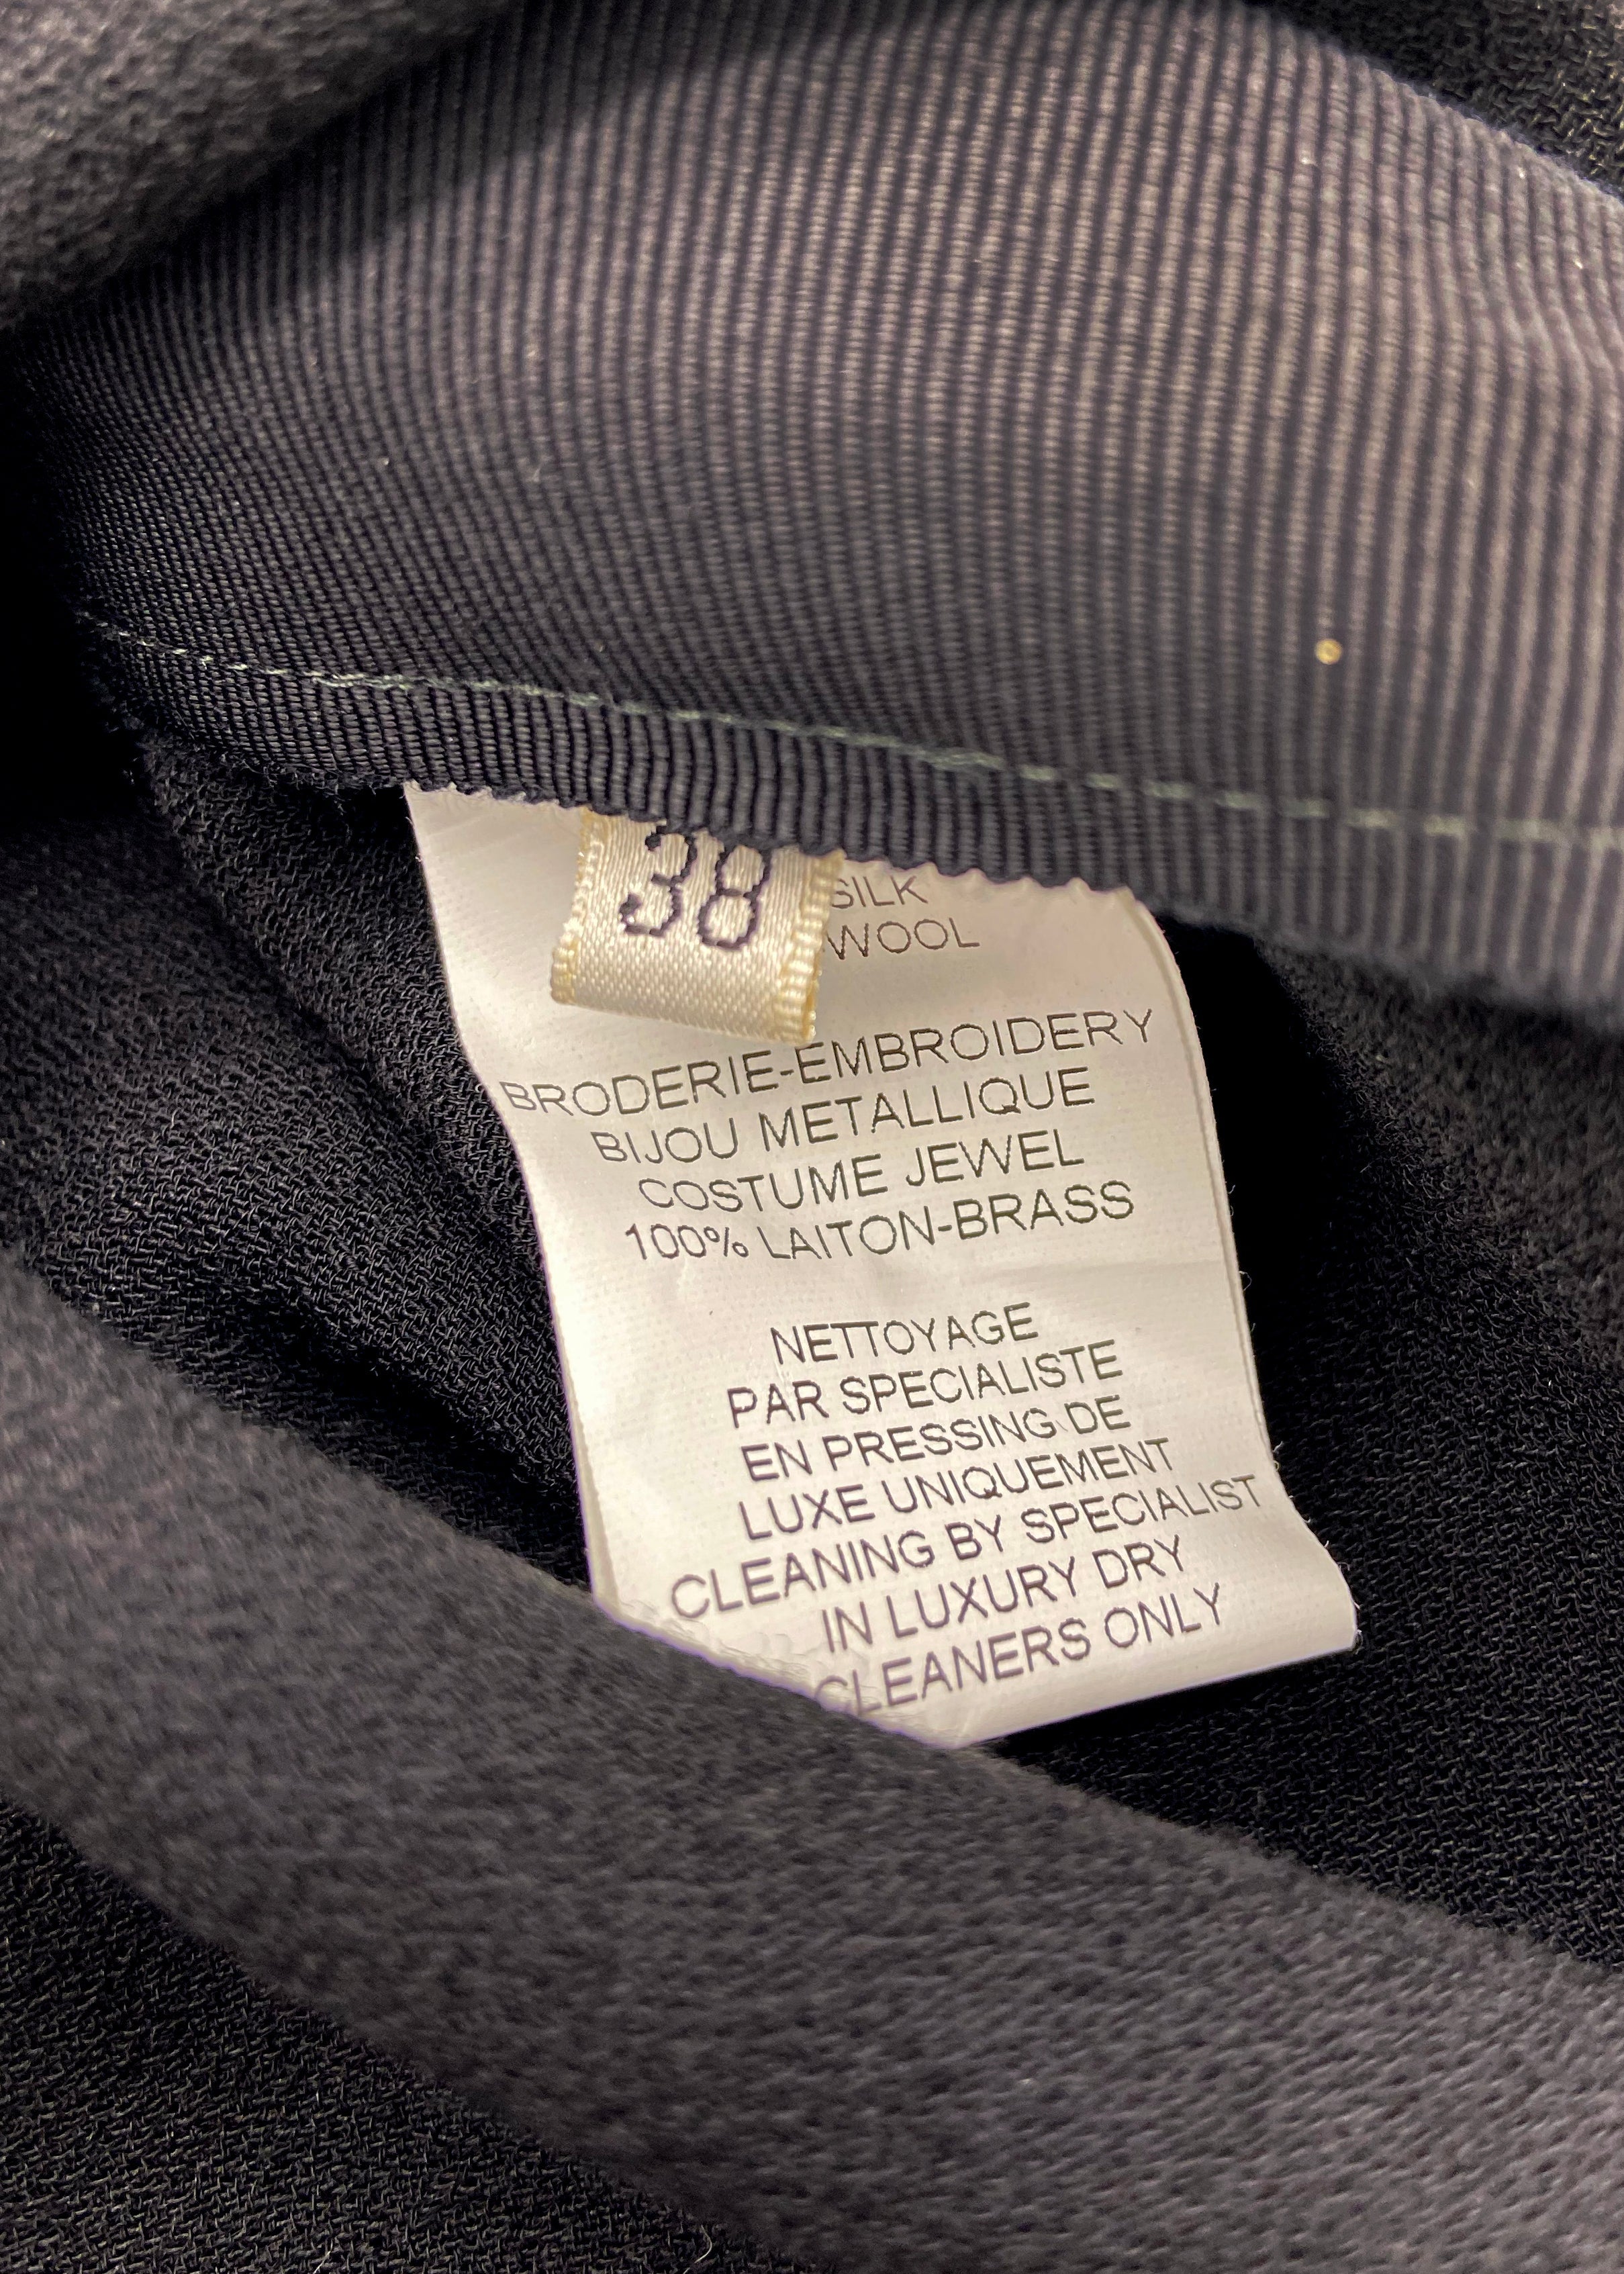 38
SILK
WOOL
BRODERIE-EMBROIDERY
BIJOU METALLIQUE
COSTUME JEWEL
100% LAITON-BRASS
NETTOYAGE
PAR SPECIALISTE
EN PRESSING DE
LUXE UNIQUEMENT
CLEANING BY SPECIALIST
IN LUXURY DRY
CLEANERS ONLY